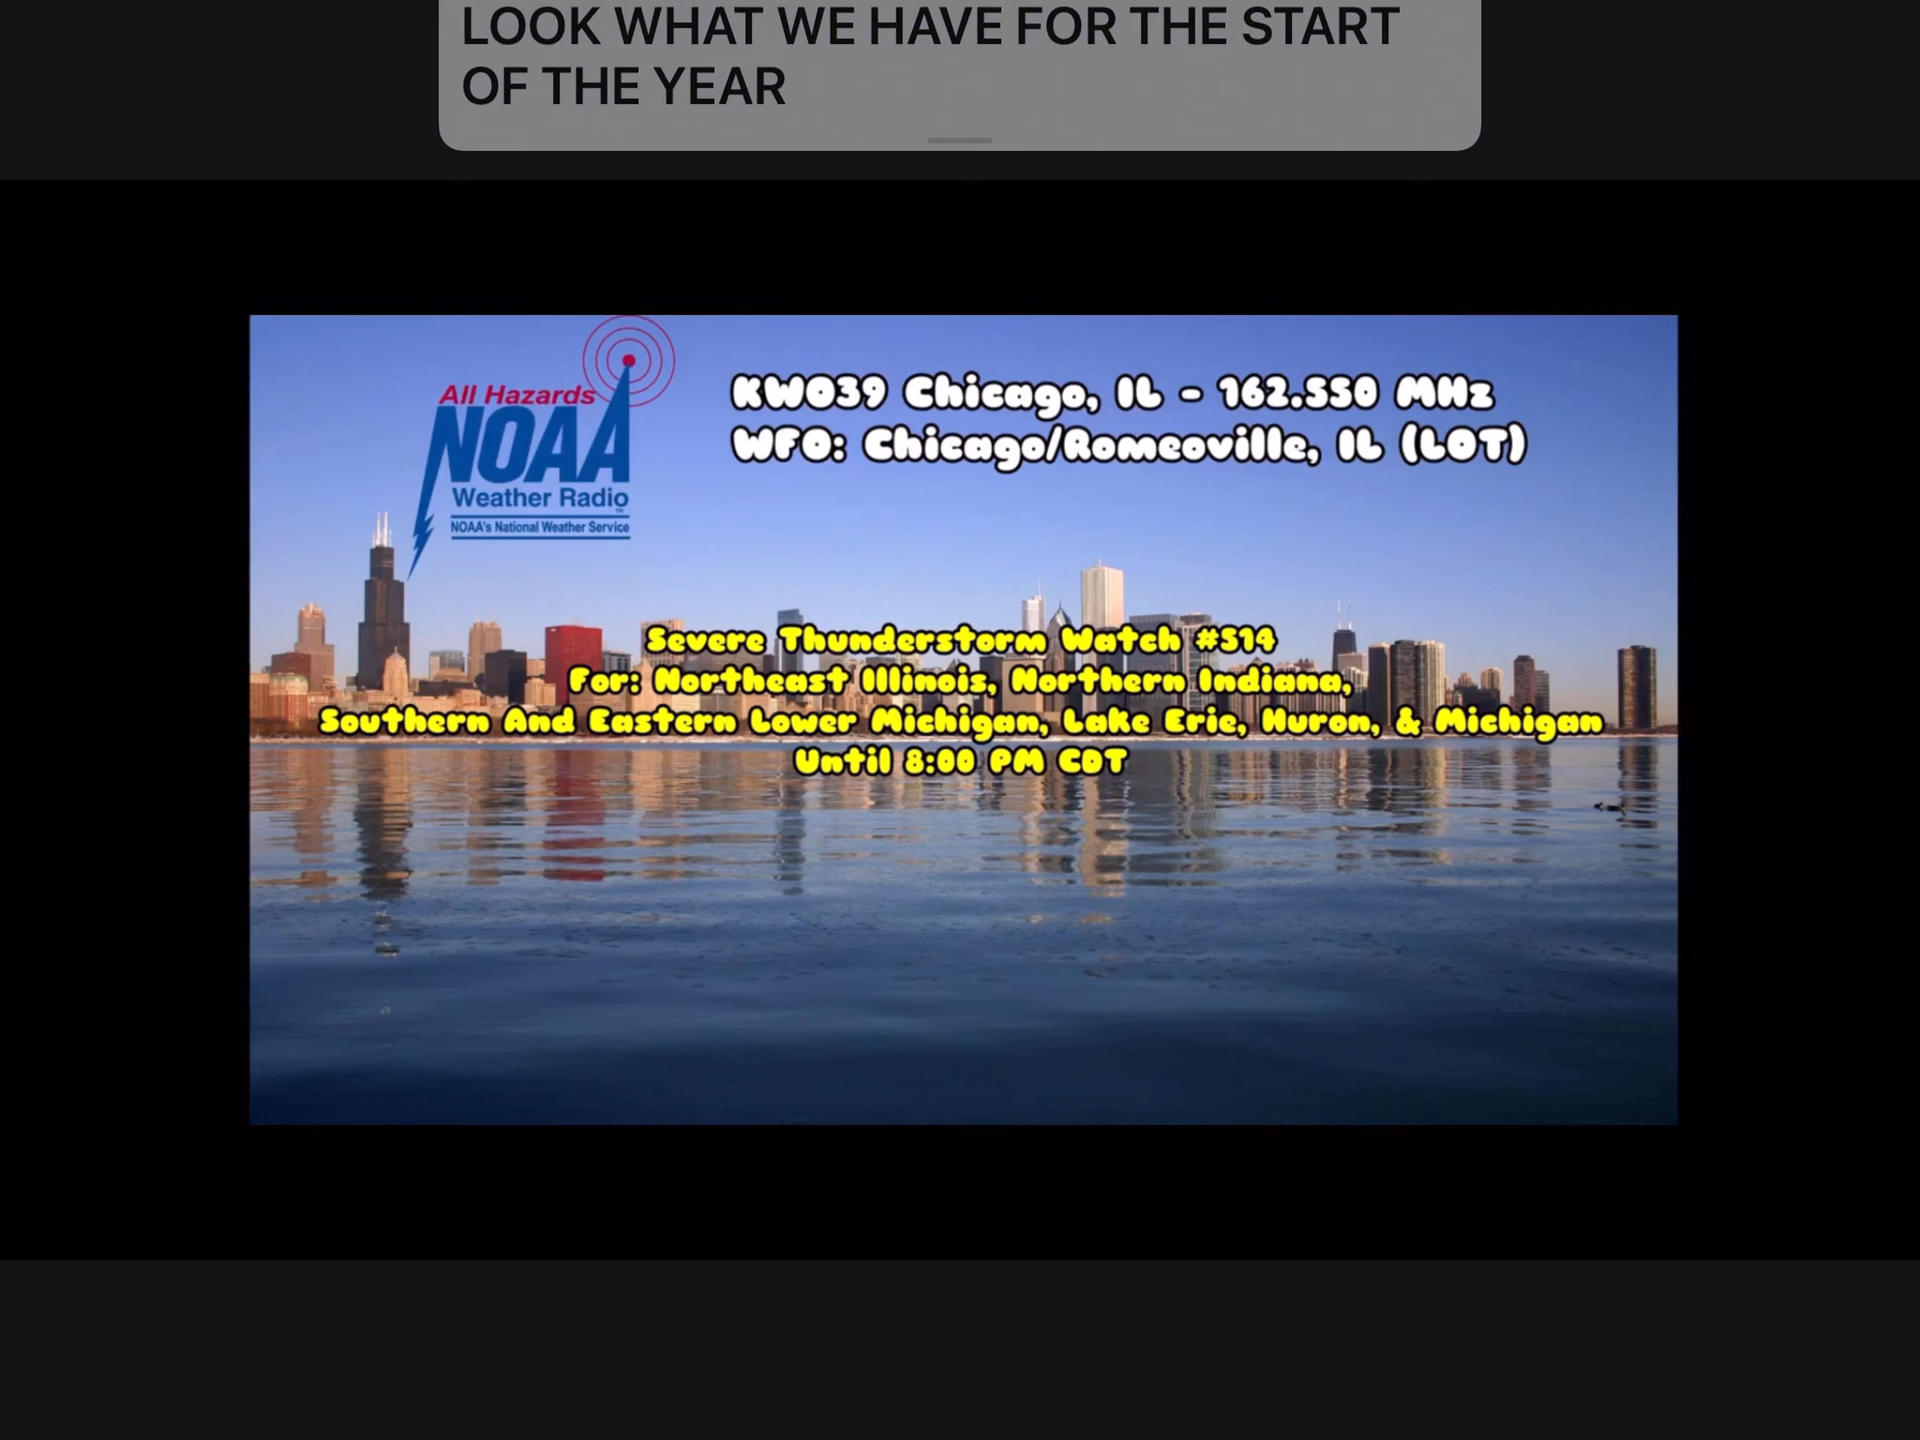 LOOK WHAT WE HAVE FOR THE START
OF THE YEAR
All Hazards
NOAA
Weather Radio
TM
NOAA's National Weather Service
KWO39 Chicago, IL - 162.550 MHz
WFO: Chicago/Romeoville, IL (LOT)
Severe Thunderstorm Watch #514
For: Northeast Illinois, Northern Indiana,
Southern And Eastern Lower Michigan, Lake Erie, Huron, & Michigan
Until 8:00 PM CDT